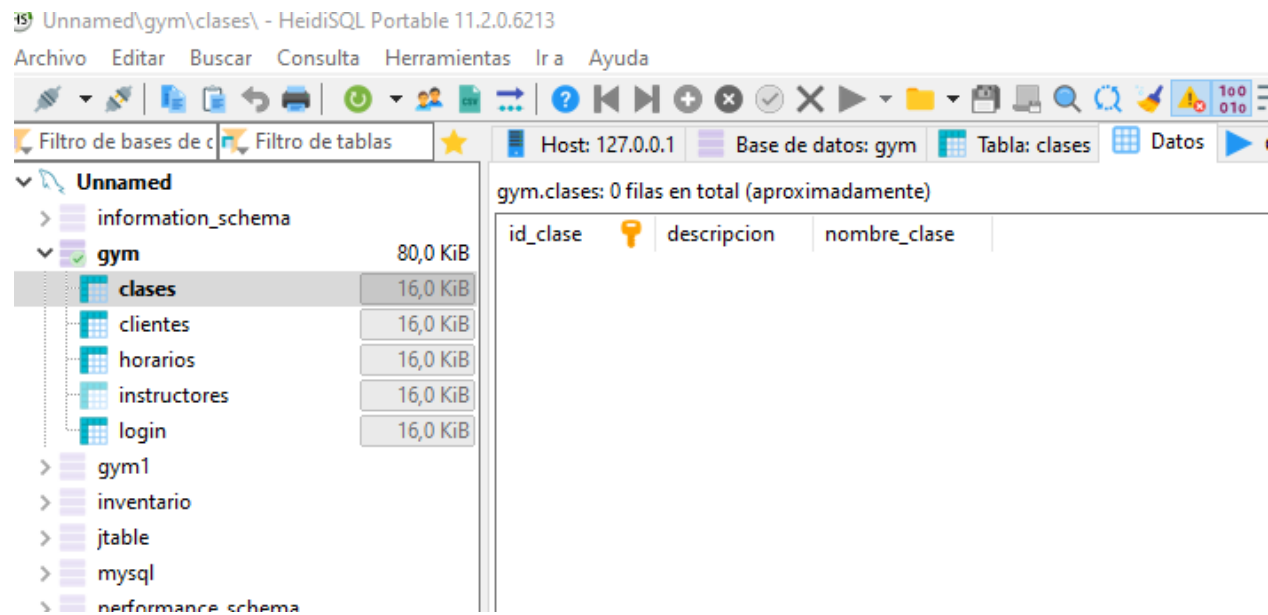 Unnamed\gym\clases\ - HeidiSQL Portable 11.2.0.6213
Archivo Editar Buscar Consulta Herramientas Ir a Ayuda
Filtro de bases de d Filtro de tablas
Host: 127.0.0.1 Base de datos: gym Tabla: clases Datos
Unnamed
information_schema
gym 80,0 KiB
clases 16,0 KiB
clientes 16,0 KiB
horarios 16,0 KiB
instructores 16,0 KiB
login 16,0 KiB
gym1
inventario
jtable
mysql
performance_schema
gym.clases: 0 filas en total (aproximadamente)
id_clase descripcion nombre_clase